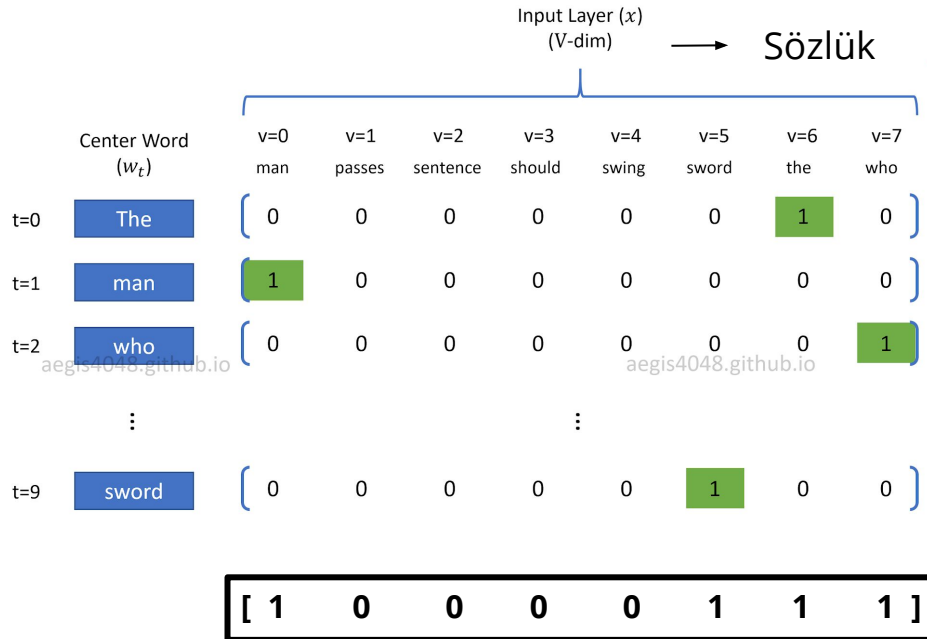 Input Layer (x)
(V-dim) → Sözlük
Center Word
(wₜ)
v=0 v=1 v=2 v=3 v=4 v=5 v=6 v=7
man passes sentence should swing sword the who
t=0 The 0 0 0 0 0 0 1 0
t=1 man 1 0 0 0 0 0 0 0
t=2 who 0 0 0 0 0 0 0 1
aegis4048.github.io aegis4048.github.io
⋮ ⋮
t=9 sword 0 0 0 0 0 1 0 0
[ 1 0 0 0 0 1 1 1 ]